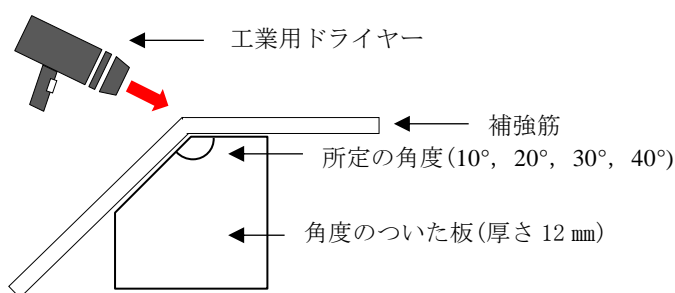 工業用ドライヤー
補強筋
所定の角度(10°, 20°, 30°, 40°)
角度のついた板(厚さ 12 ㎜)